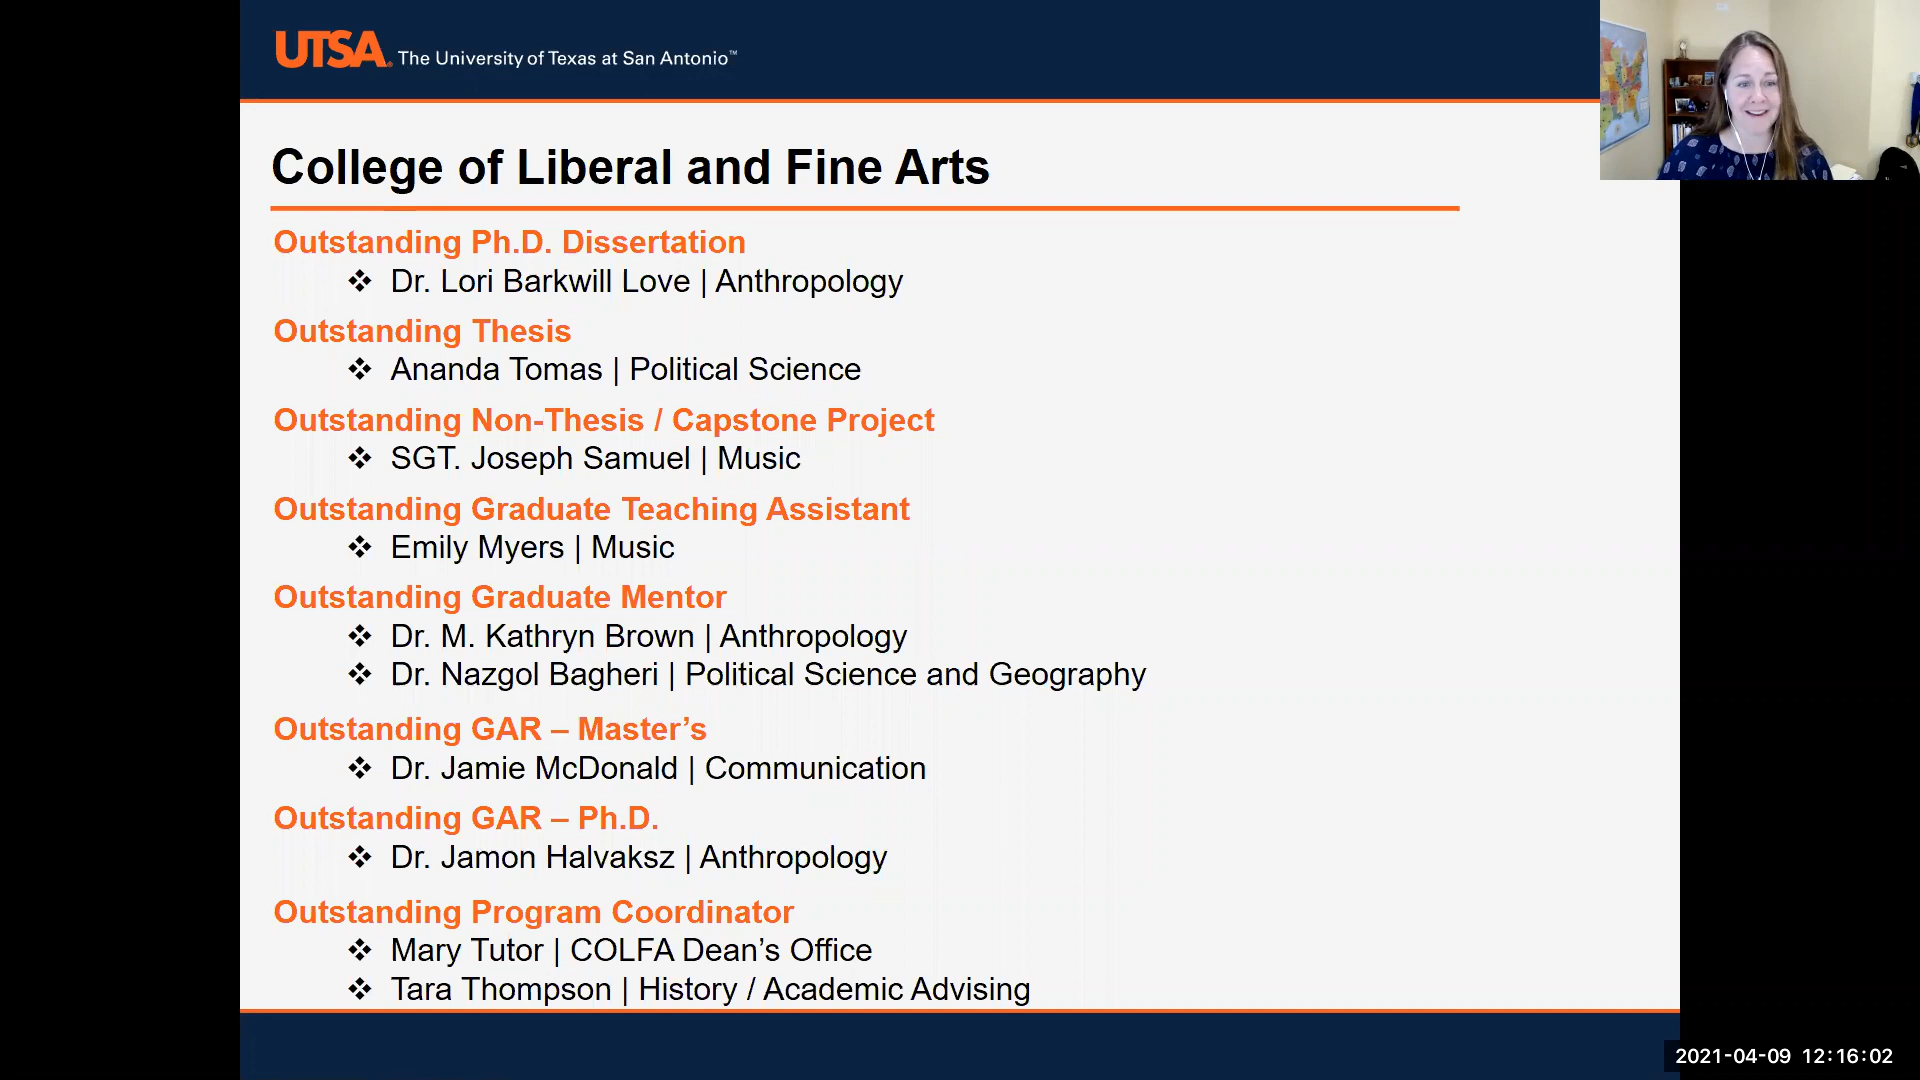 UTSA. The University of Texas at San Antonio™
College of Liberal and Fine Arts
Outstanding Ph.D. Dissertation
❖ Dr. Lori Barkwill Love | Anthropology
Outstanding Thesis
❖ Ananda Tomas | Political Science
Outstanding Non-Thesis / Capstone Project
❖ SGT. Joseph Samuel | Music
Outstanding Graduate Teaching Assistant
❖ Emily Myers | Music
Outstanding Graduate Mentor
❖ Dr. M. Kathryn Brown | Anthropology
❖ Dr. Nazgol Bagheri | Political Science and Geography
Outstanding GAR – Master’s
❖ Dr. Jamie McDonald | Communication
Outstanding GAR – Ph.D.
❖ Dr. Jamon Halvaksz | Anthropology
Outstanding Program Coordinator
❖ Mary Tutor | COLFA Dean’s Office
❖ Tara Thompson | History / Academic Advising
2021-04-09 12:16:02